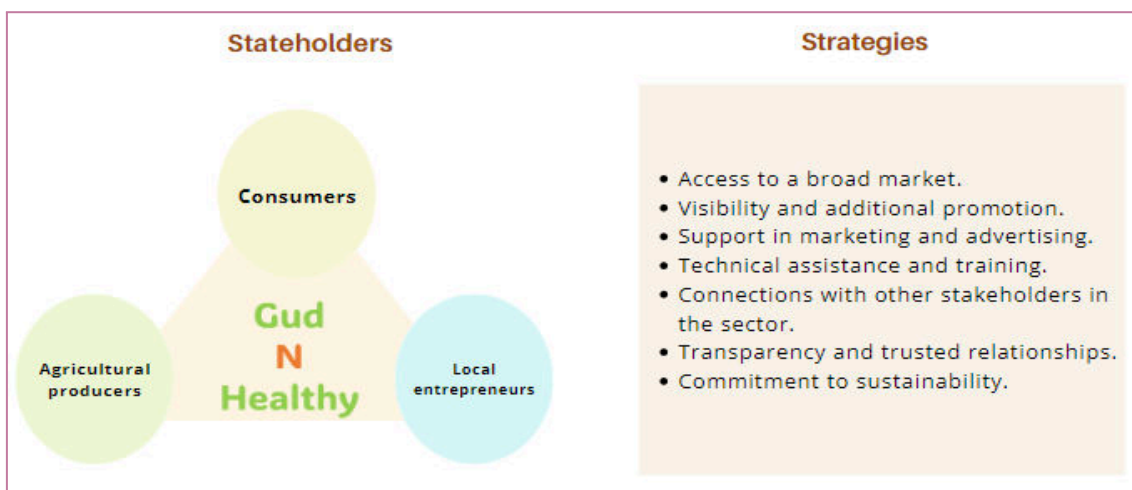 Stateholders
Consumers
Gud
N
Healthy
Agricultural
producers
Local
entrepreneurs
Strategies
• Access to a broad market.
• Visibility and additional promotion.
• Support in marketing and advertising.
• Technical assistance and training.
• Connections with other stakeholders in
the sector.
• Transparency and trusted relationships.
• Commitment to sustainability.